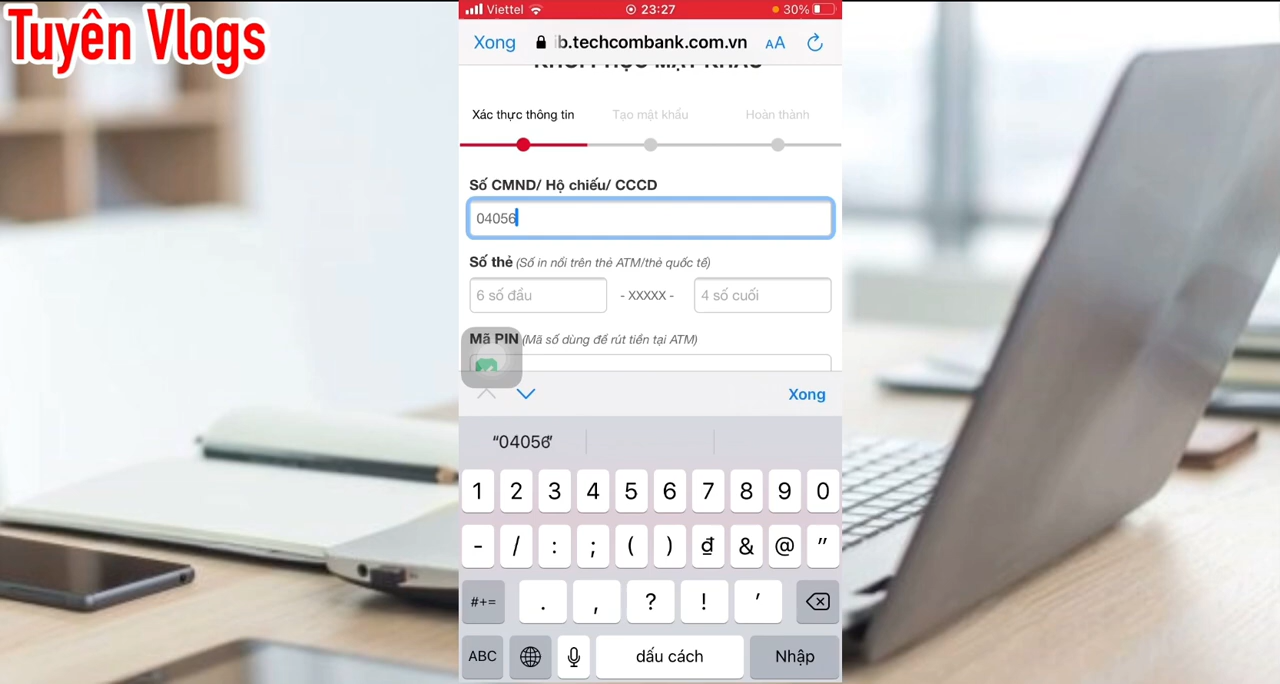 Tuyên Vlogs
Viettel 23:27 30%
Xong b.techcombank.com.vn AA
KHÔI PHỤC MẬT KHẨU
Xác thực thông tin Tạo mật khẩu Hoàn thành
Số CMND/ Hộ chiếu/ CCCD
04056
Số thẻ (Số in nổi trên thẻ ATM/thẻ quốc tế)
6 số đầu - XXXXX - 4 số cuối
Mã PIN (Mã số dùng để rút tiền tại ATM)
Xong
“04056”
1 2 3 4 5 6 7 8 9 0
- / : ; ( ) ₫ & @ ”
#+= . , ? ! ’
ABC dấu cách Nhập